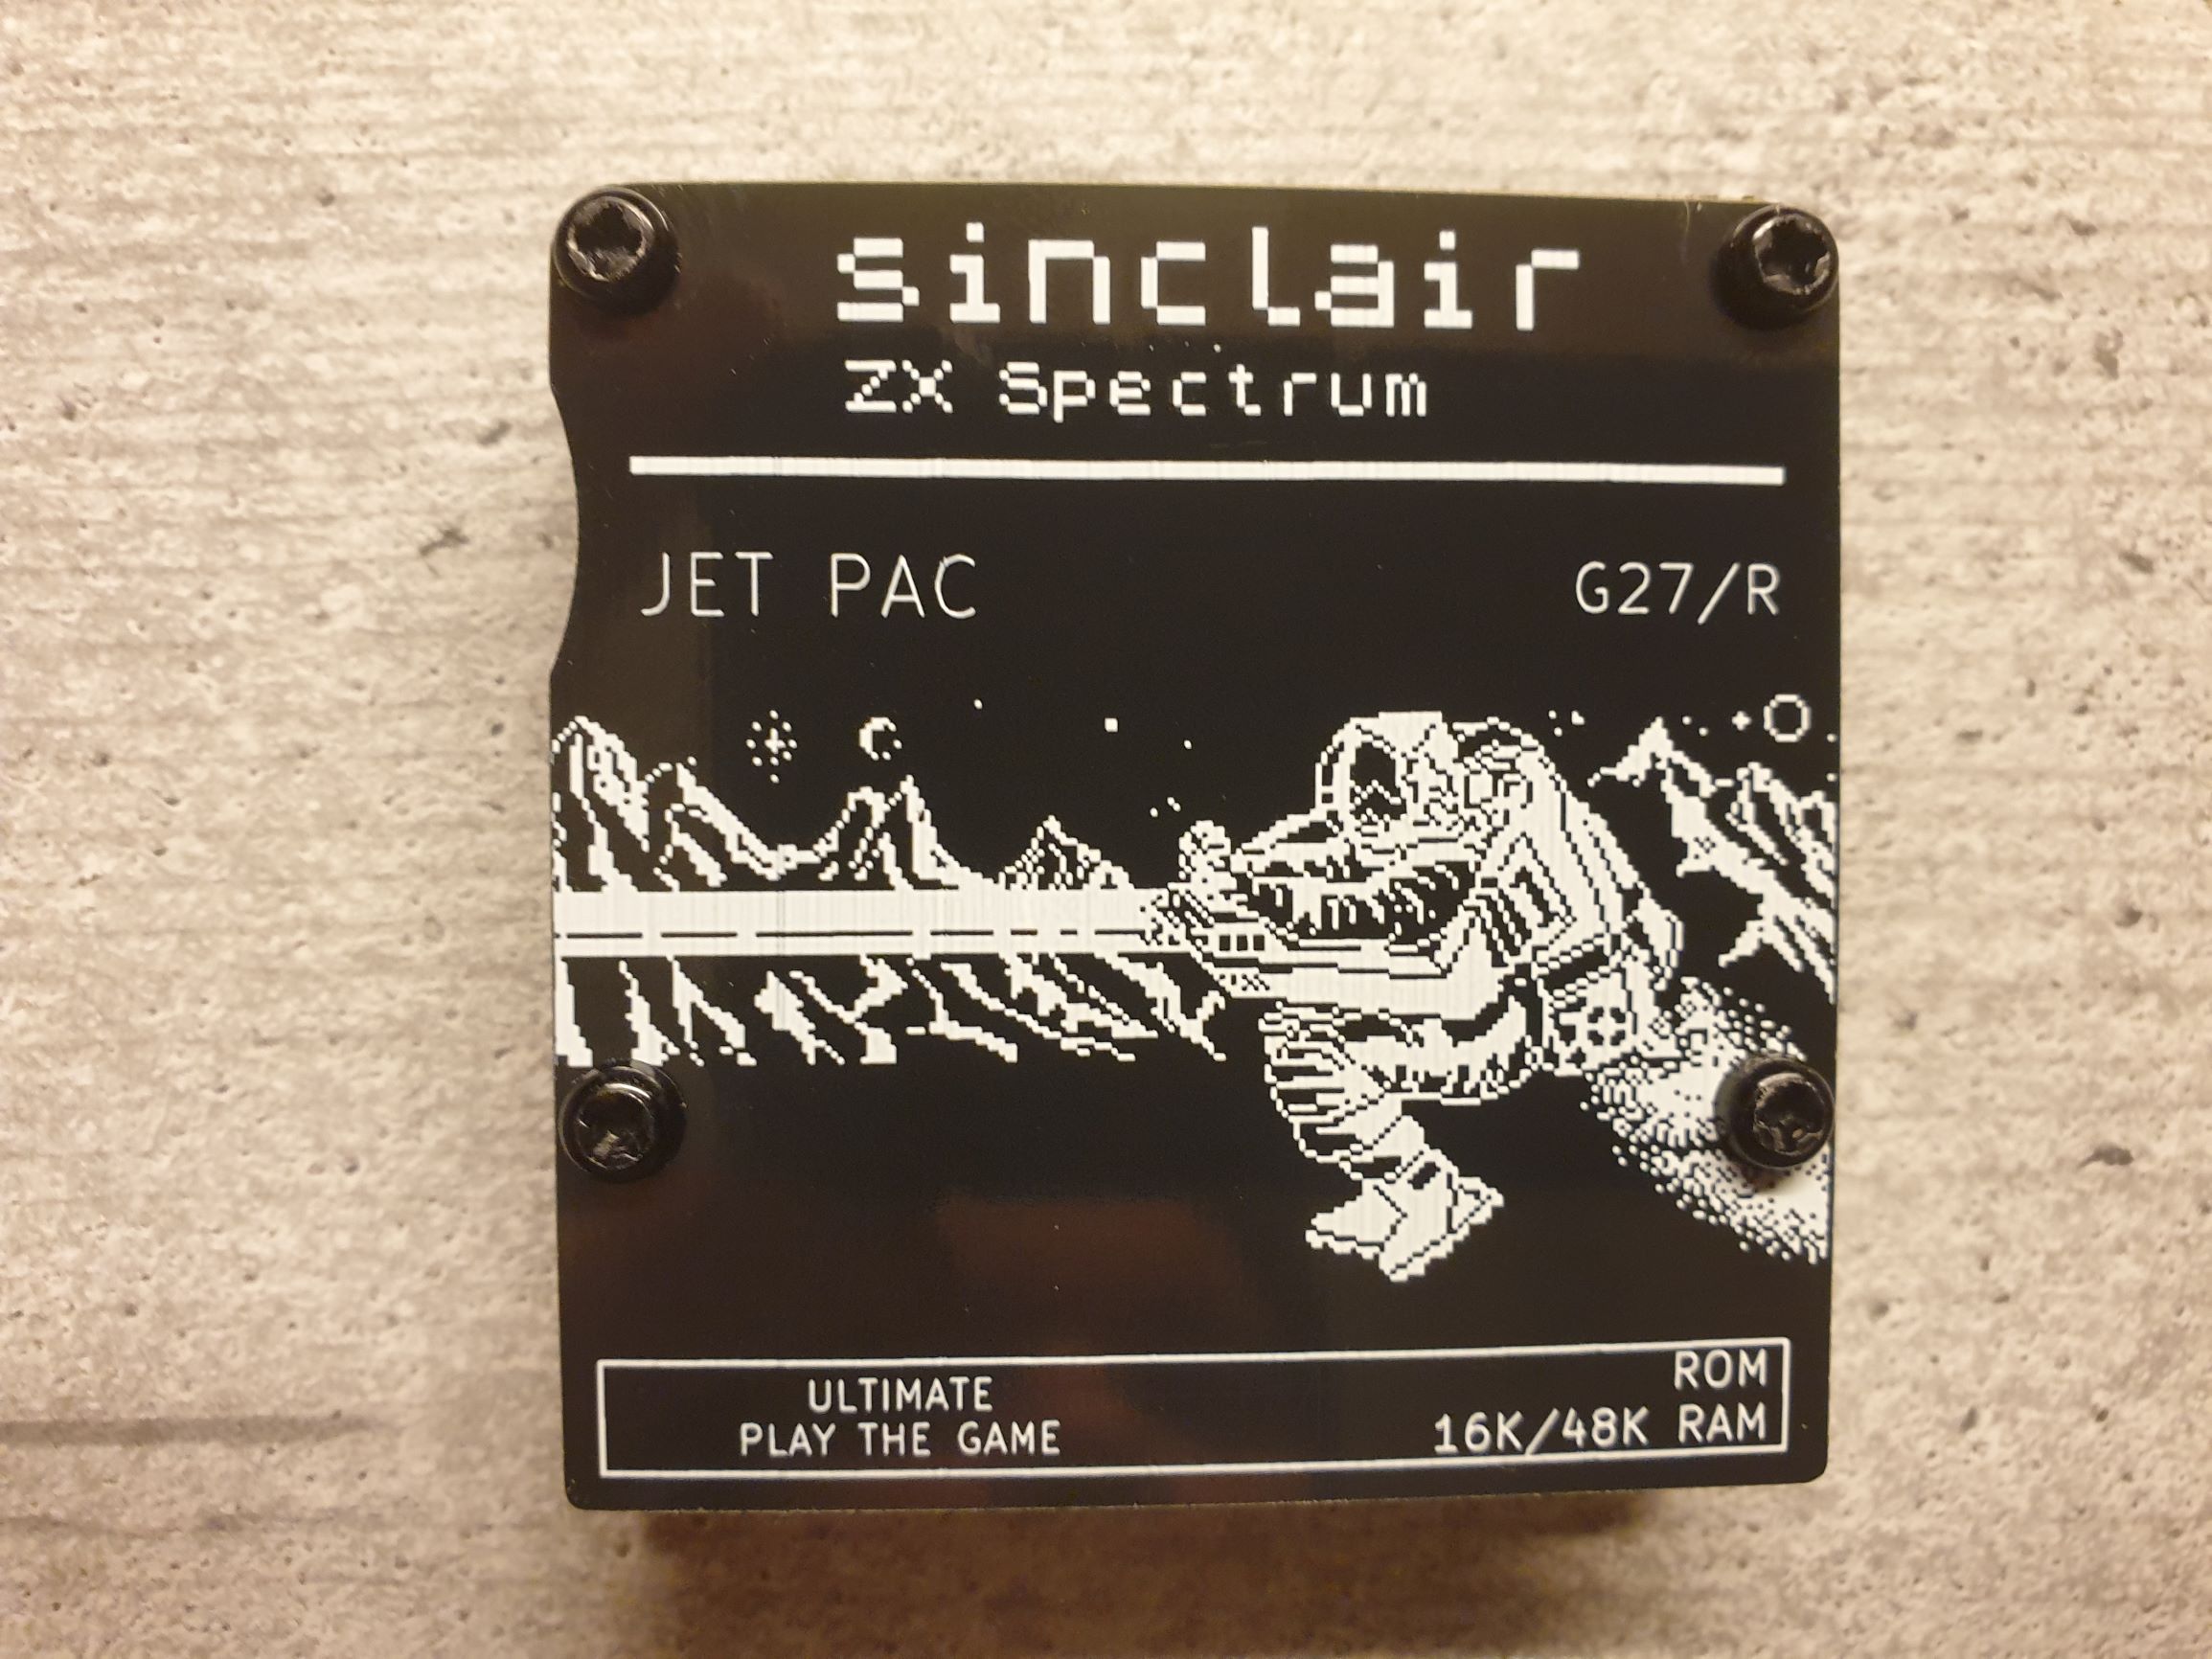 sinclair
ZX Spectrum
JET PAC
G27/R
ULTIMATE
PLAY THE GAME
ROM
16K/48K RAM